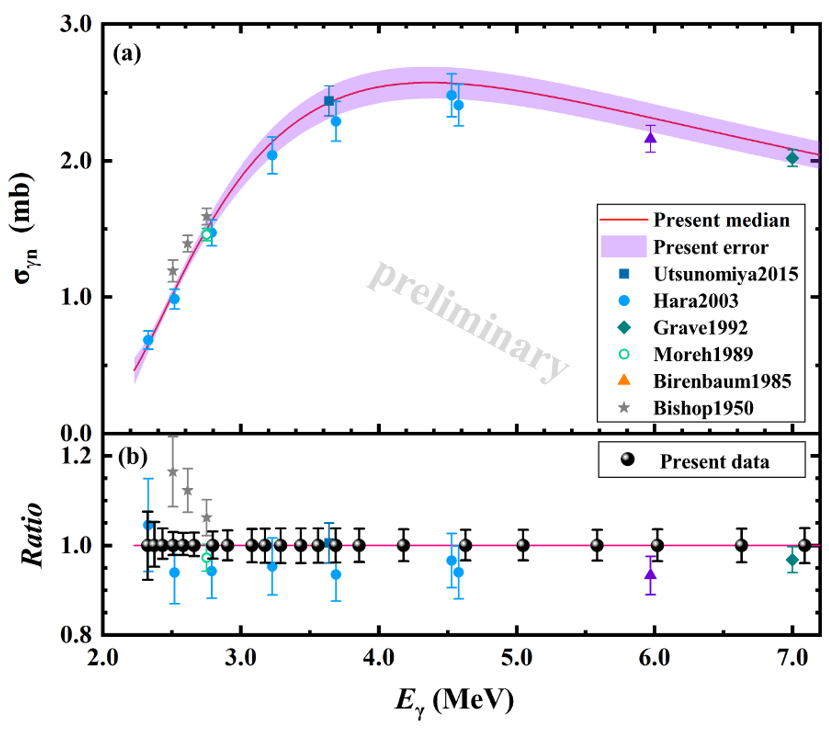 3.0
(a)
2.0
σγn (mb)
1.0
0.0
preliminary
Present median
Present error
Utsunomiya2015
Hara2003
Grave1992
Moreh1989
Birenbaum1985
Bishop1950
(b)
Present data
1.2
Ratio
1.0
0.8
2.0 3.0 4.0 5.0 6.0 7.0
Eγ (MeV)